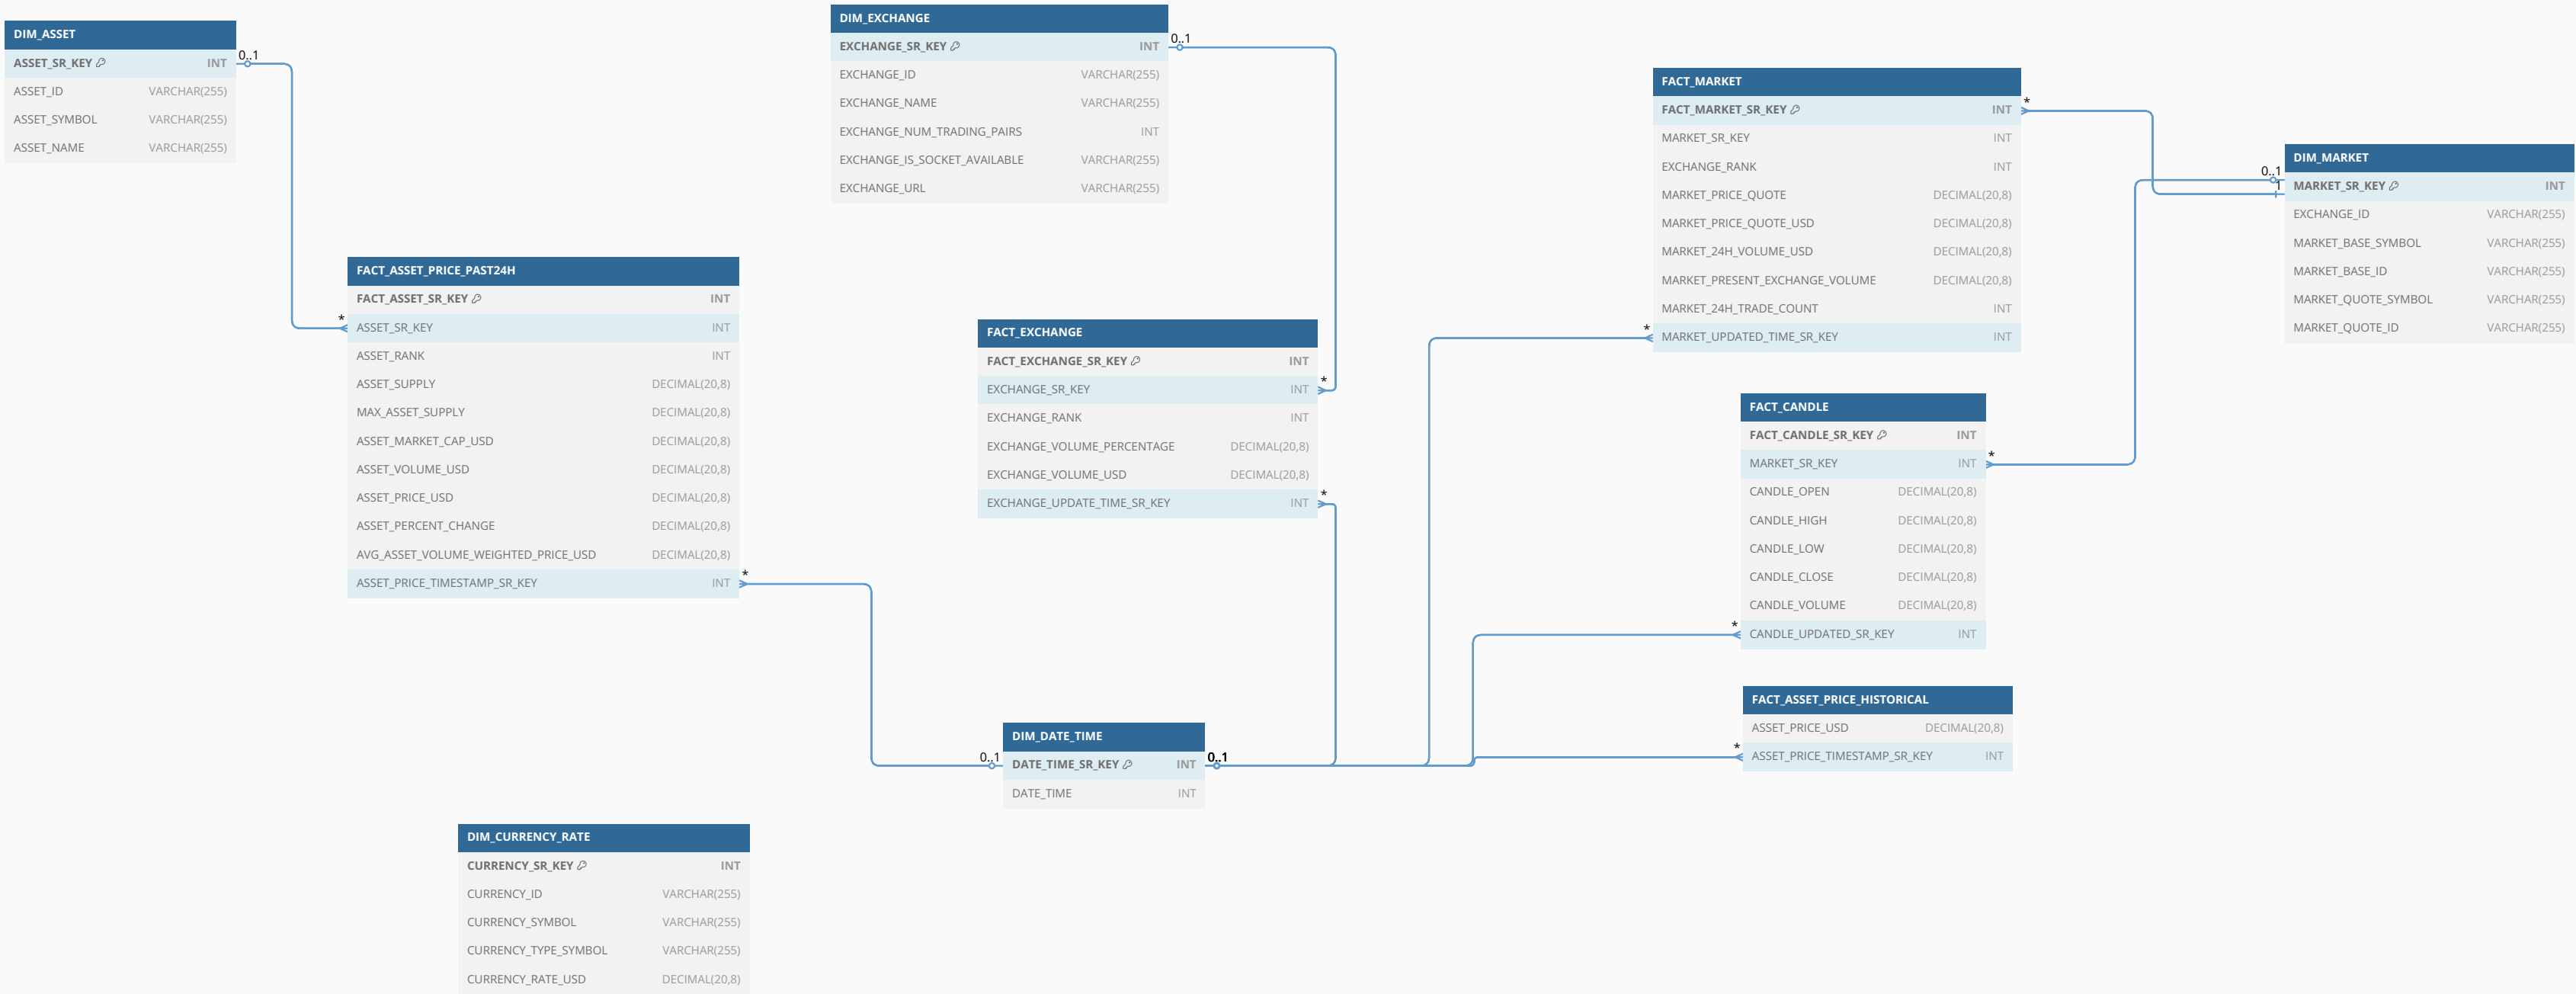 DIM_ASSET
ASSET_SR_KEY INT
ASSET_ID VARCHAR(255)
ASSET_SYMBOL VARCHAR(255)
ASSET_NAME VARCHAR(255)
0..1
*
FACT_ASSET_PRICE_PAST24H
FACT_ASSET_SR_KEY INT
ASSET_SR_KEY INT
ASSET_RANK INT
ASSET_SUPPLY DECIMAL(20,8)
MAX_ASSET_SUPPLY DECIMAL(20,8)
ASSET_MARKET_CAP_USD DECIMAL(20,8)
ASSET_VOLUME_USD DECIMAL(20,8)
ASSET_PRICE_USD DECIMAL(20,8)
ASSET_PERCENT_CHANGE DECIMAL(20,8)
AVG_ASSET_VOLUME_WEIGHTED_PRICE_USD DECIMAL(20,8)
ASSET_PRICE_TIMESTAMP_SR_KEY INT
*
DIM_EXCHANGE
EXCHANGE_SR_KEY INT
EXCHANGE_ID VARCHAR(255)
EXCHANGE_NAME VARCHAR(255)
EXCHANGE_NUM_TRADING_PAIRS INT
EXCHANGE_IS_SOCKET_AVAILABLE VARCHAR(255)
EXCHANGE_URL VARCHAR(255)
0..1
FACT_EXCHANGE
FACT_EXCHANGE_SR_KEY INT
EXCHANGE_SR_KEY INT
*
EXCHANGE_RANK INT
EXCHANGE_VOLUME_PERCENTAGE DECIMAL(20,8)
EXCHANGE_VOLUME_USD DECIMAL(20,8)
EXCHANGE_UPDATE_TIME_SR_KEY INT
*
DIM_DATE_TIME
0..1
DATE_TIME_SR_KEY INT
0..1
DATE_TIME INT
DIM_CURRENCY_RATE
CURRENCY_SR_KEY INT
CURRENCY_ID VARCHAR(255)
CURRENCY_SYMBOL VARCHAR(255)
CURRENCY_TYPE_SYMBOL VARCHAR(255)
CURRENCY_RATE_USD DECIMAL(20,8)
FACT_MARKET
FACT_MARKET_SR_KEY INT
*
MARKET_SR_KEY INT
EXCHANGE_RANK INT
MARKET_PRICE_QUOTE DECIMAL(20,8)
MARKET_PRICE_QUOTE_USD DECIMAL(20,8)
MARKET_24H_VOLUME_USD DECIMAL(20,8)
MARKET_PRESENT_EXCHANGE_VOLUME DECIMAL(20,8)
MARKET_24H_TRADE_COUNT INT
*
MARKET_UPDATED_TIME_SR_KEY INT
DIM_MARKET
0..1
1
MARKET_SR_KEY INT
EXCHANGE_ID VARCHAR(255)
MARKET_BASE_SYMBOL VARCHAR(255)
MARKET_BASE_ID VARCHAR(255)
MARKET_QUOTE_SYMBOL VARCHAR(255)
MARKET_QUOTE_ID VARCHAR(255)
FACT_CANDLE
FACT_CANDLE_SR_KEY INT
MARKET_SR_KEY INT
*
CANDLE_OPEN DECIMAL(20,8)
CANDLE_HIGH DECIMAL(20,8)
CANDLE_LOW DECIMAL(20,8)
CANDLE_CLOSE DECIMAL(20,8)
CANDLE_VOLUME DECIMAL(20,8)
*
CANDLE_UPDATED_SR_KEY INT
FACT_ASSET_PRICE_HISTORICAL
ASSET_PRICE_USD DECIMAL(20,8)
*
ASSET_PRICE_TIMESTAMP_SR_KEY INT